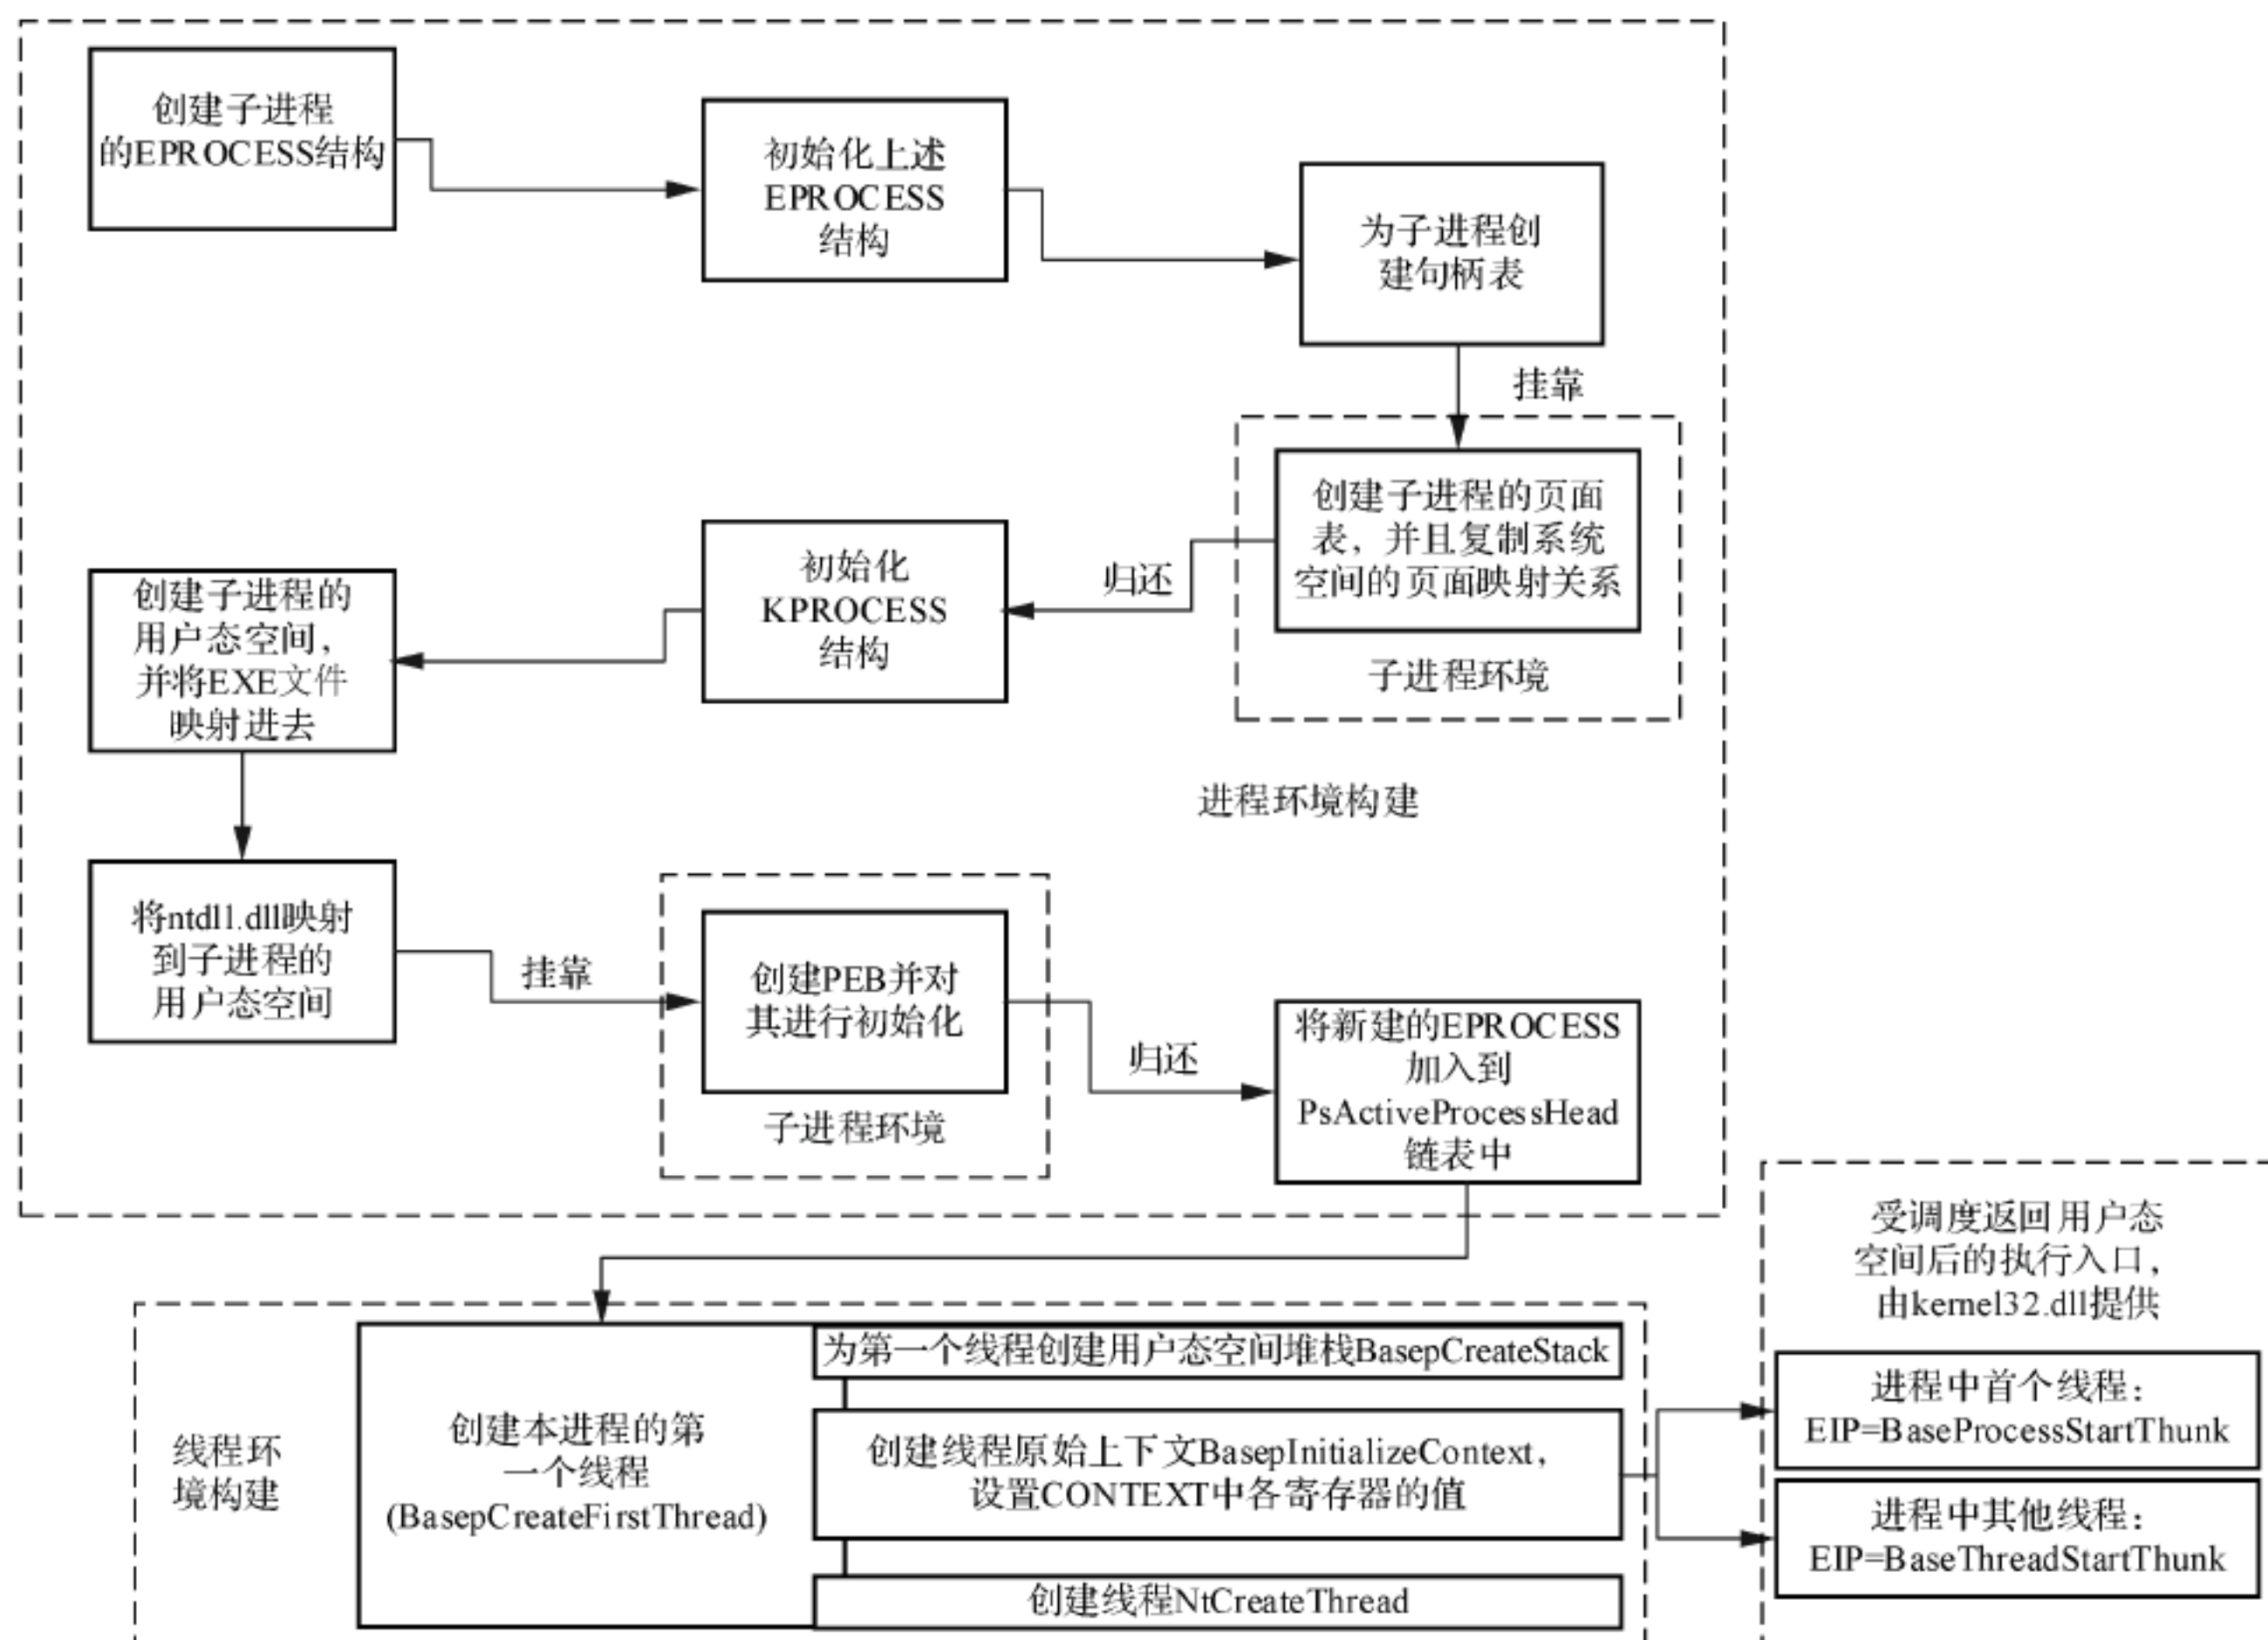 创建子进程
的EPROCESS结构
初始化上述
EPROCESS
结构
为子进程创
建句柄表
挂靠
创建子进程的页面
表，并且复制系统
空间的页面映射关系
子进程环境
归还
初始化
KPROCESS
结构
创建子进程的
用户态空间，
并将EXE文件
映射进去
进程环境构建
将ntdll.dll映射
到子进程的
用户态空间
挂靠
创建PEB并对
其进行初始化
子进程环境
归还
将新建的EPROCESS
加入到
PsActiveProcessHead
链表中
线程环
境构建
创建本进程的第
一个线程
(BasepCreateFirstThread)
为第一个线程创建用户态空间堆栈BasepCreateStack
创建线程原始上下文BasepInitializeContext，
设置CONTEXT中各寄存器的值
创建线程NtCreateThread
受调度返回用户态
空间后的执行入口，
由kernel32.dll提供
进程中首个线程：
EIP=BaseProcessStartThunk
进程中其他线程：
EIP=BaseThreadStartThunk